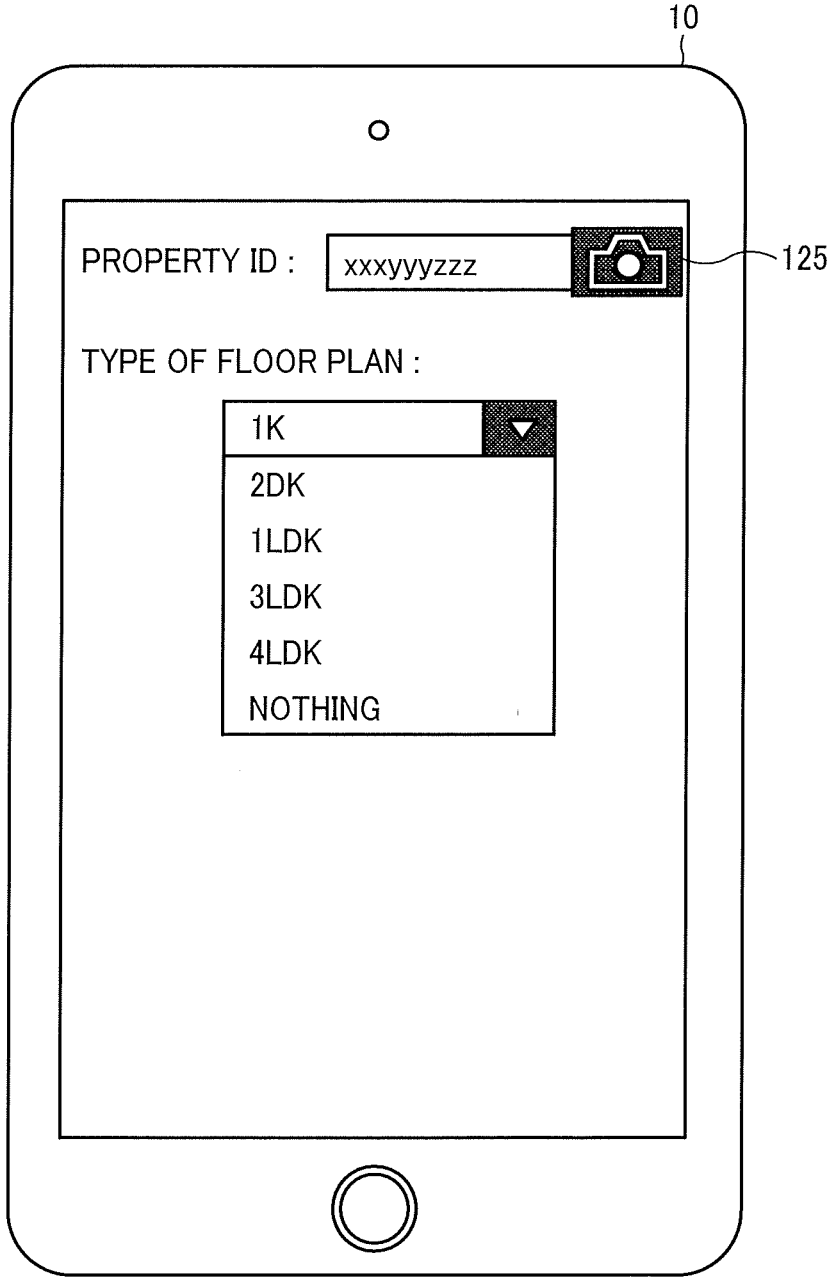 10
PROPERTY ID : xxxyyyzzz
125
TYPE OF FLOOR PLAN :
1K
2DK
1LDK
3LDK
4LDK
NOTHING